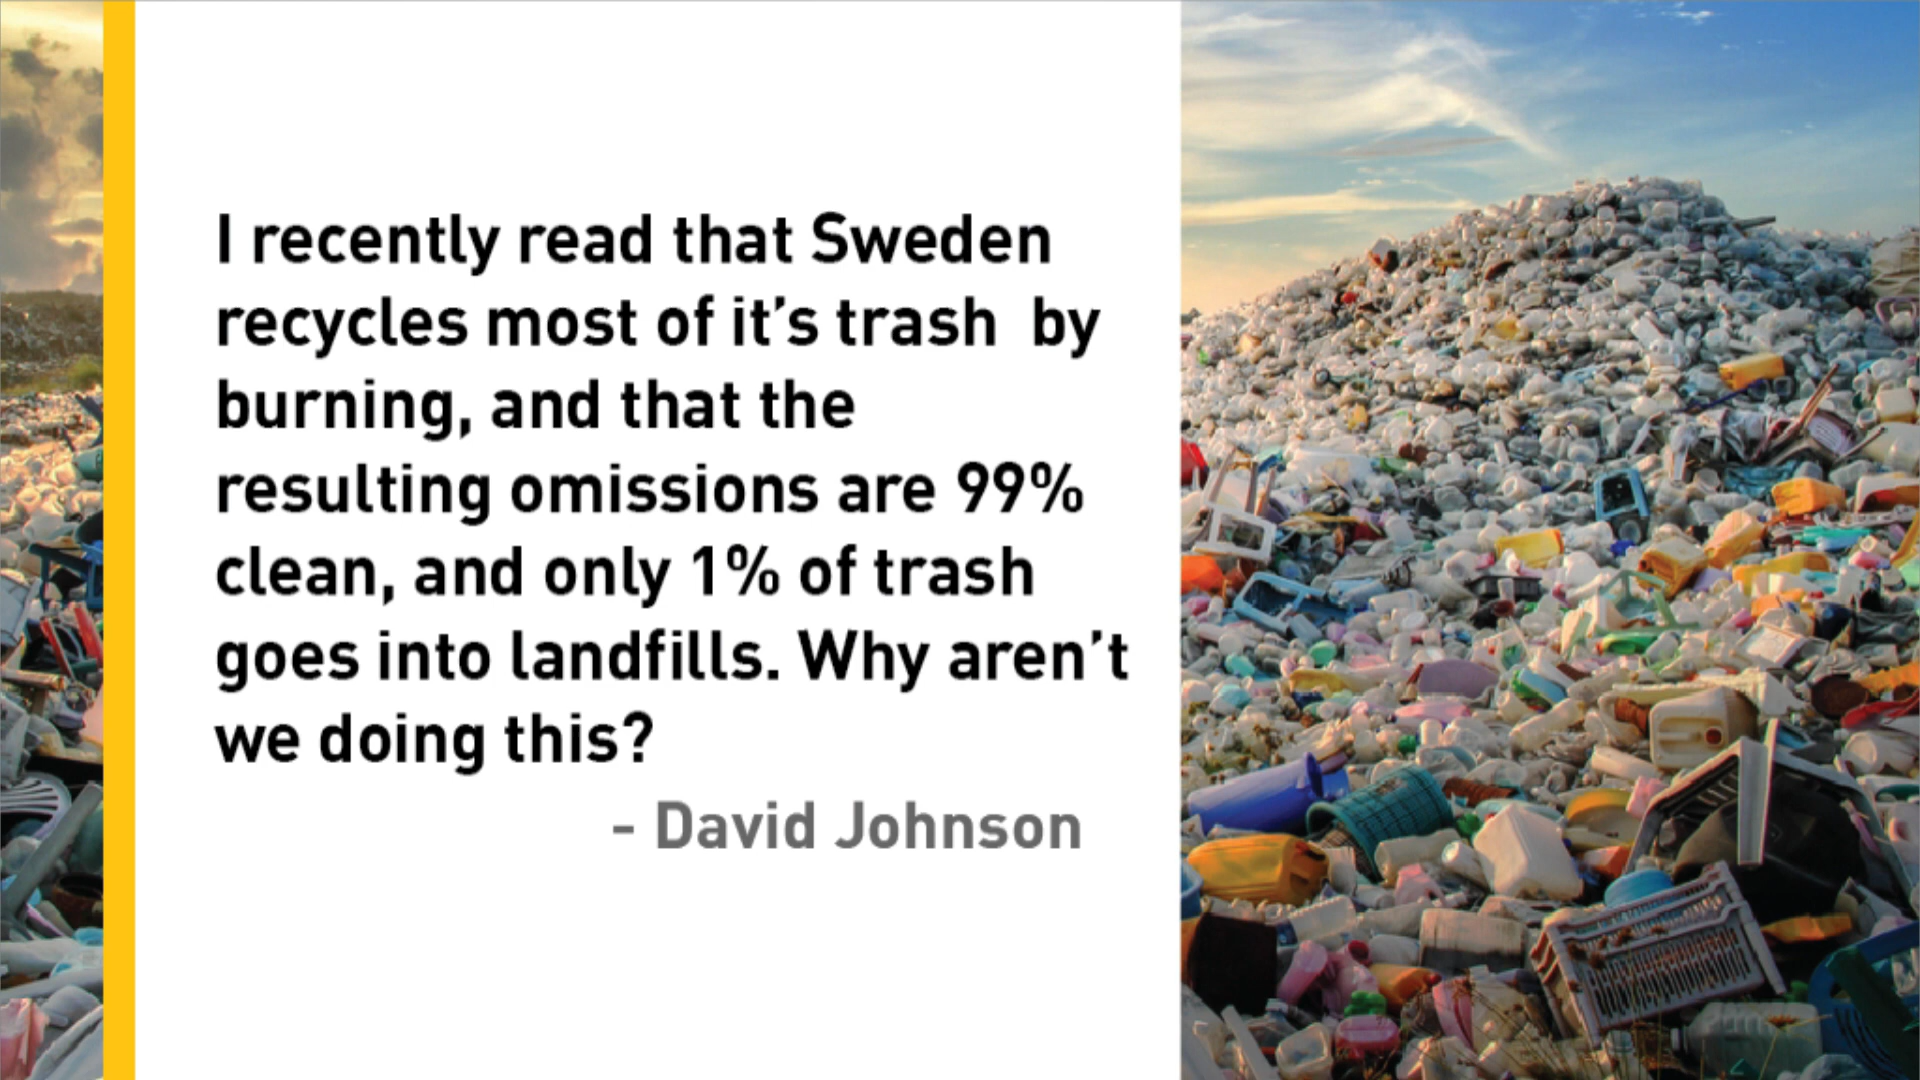 I recently read that Sweden
recycles most of it’s trash  by
burning, and that the
resulting omissions are 99%
clean, and only 1% of trash
goes into landfills. Why aren’t
we doing this?
- David Johnson